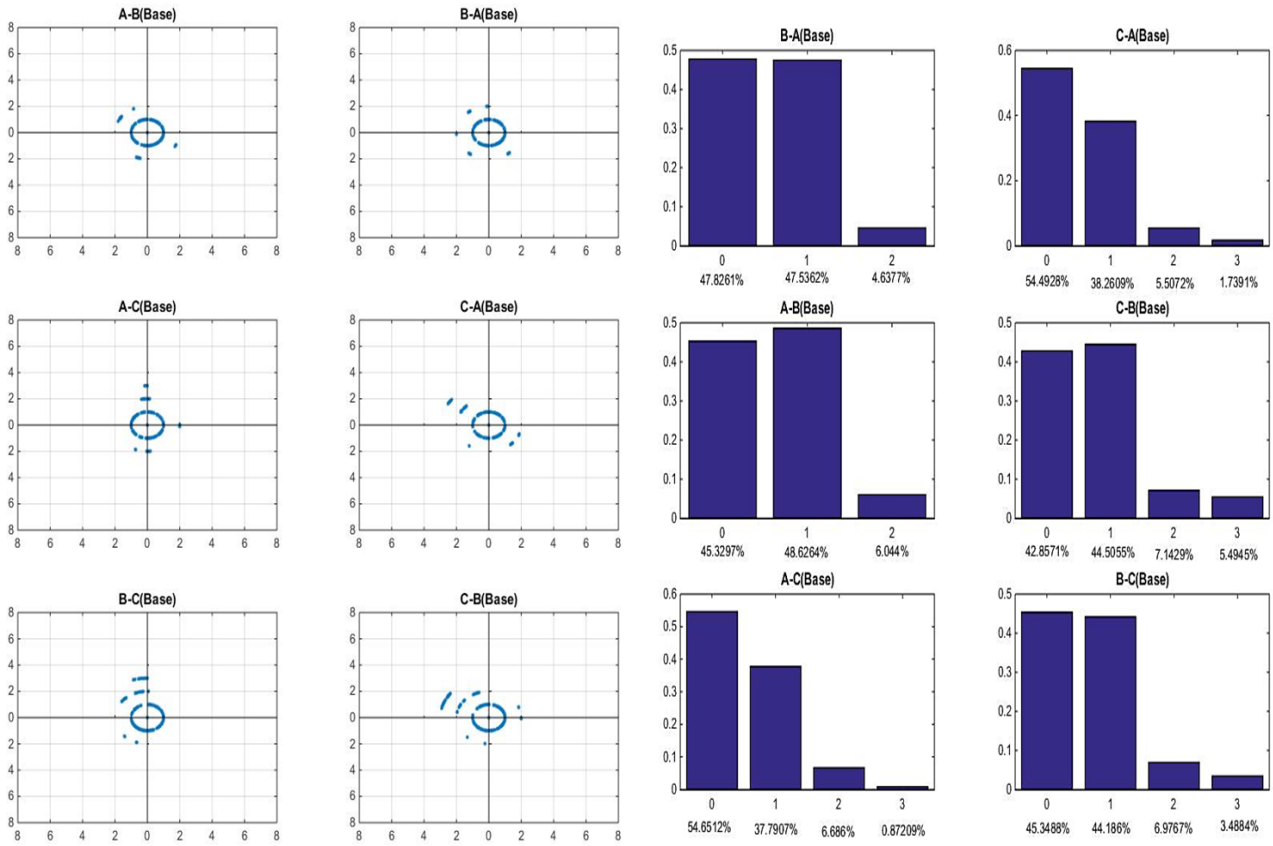 A-B(Base)
8
6
4
2
0
2
4
6
8
8 6 4 2 0 2 4 6 8
B-A(Base)
8
6
4
2
0
2
4
6
8
8 6 4 2 0 2 4 6 8
B-A(Base)
0.5
0.4
0.3
0.2
0.1
0
0 1 2
47.8261% 47.5362% 4.6377%
C-A(Base)
0.6
0.4
0.2
0
0 1 2 3
54.4928% 38.2609% 5.5072% 1.7391%
A-C(Base)
8
6
4
2
0
2
4
6
8
8 6 4 2 0 2 4 6 8
C-A(Base)
8
6
4
2
0
2
4
6
8
8 6 4 2 0 2 4 6 8
A-B(Base)
0.5
0.4
0.3
0.2
0.1
0
0 1 2
45.3297% 48.6264% 6.044%
C-B(Base)
0.5
0.4
0.3
0.2
0.1
0
0 1 2 3
42.8571% 44.5055% 7.1429% 5.4945%
B-C(Base)
8
6
4
2
0
2
4
6
8
8 6 4 2 0 2 4 6 8
C-B(Base)
8
6
4
2
0
2
4
6
8
8 6 4 2 0 2 4 6 8
A-C(Base)
0.6
0.5
0.4
0.3
0.2
0.1
0
0 1 2 3
54.6512% 37.7907% 6.686% 0.87209%
B-C(Base)
0.5
0.4
0.3
0.2
0.1
0
0 1 2 3
45.3488% 44.186% 6.9767% 3.4884%